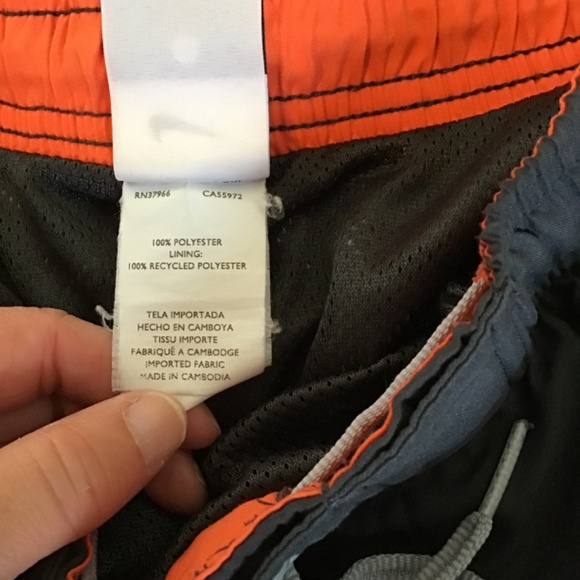 RN37966 CA55972
100% POLYESTER
LINING:
100% RECYCLED POLYESTER
TELA IMPORTADA
HECHO EN CAMBOYA
TISSU IMPORTE
FABRIQUÉ A CAMBODGE
IMPORTED FABRIC
MADE IN CAMBODIA